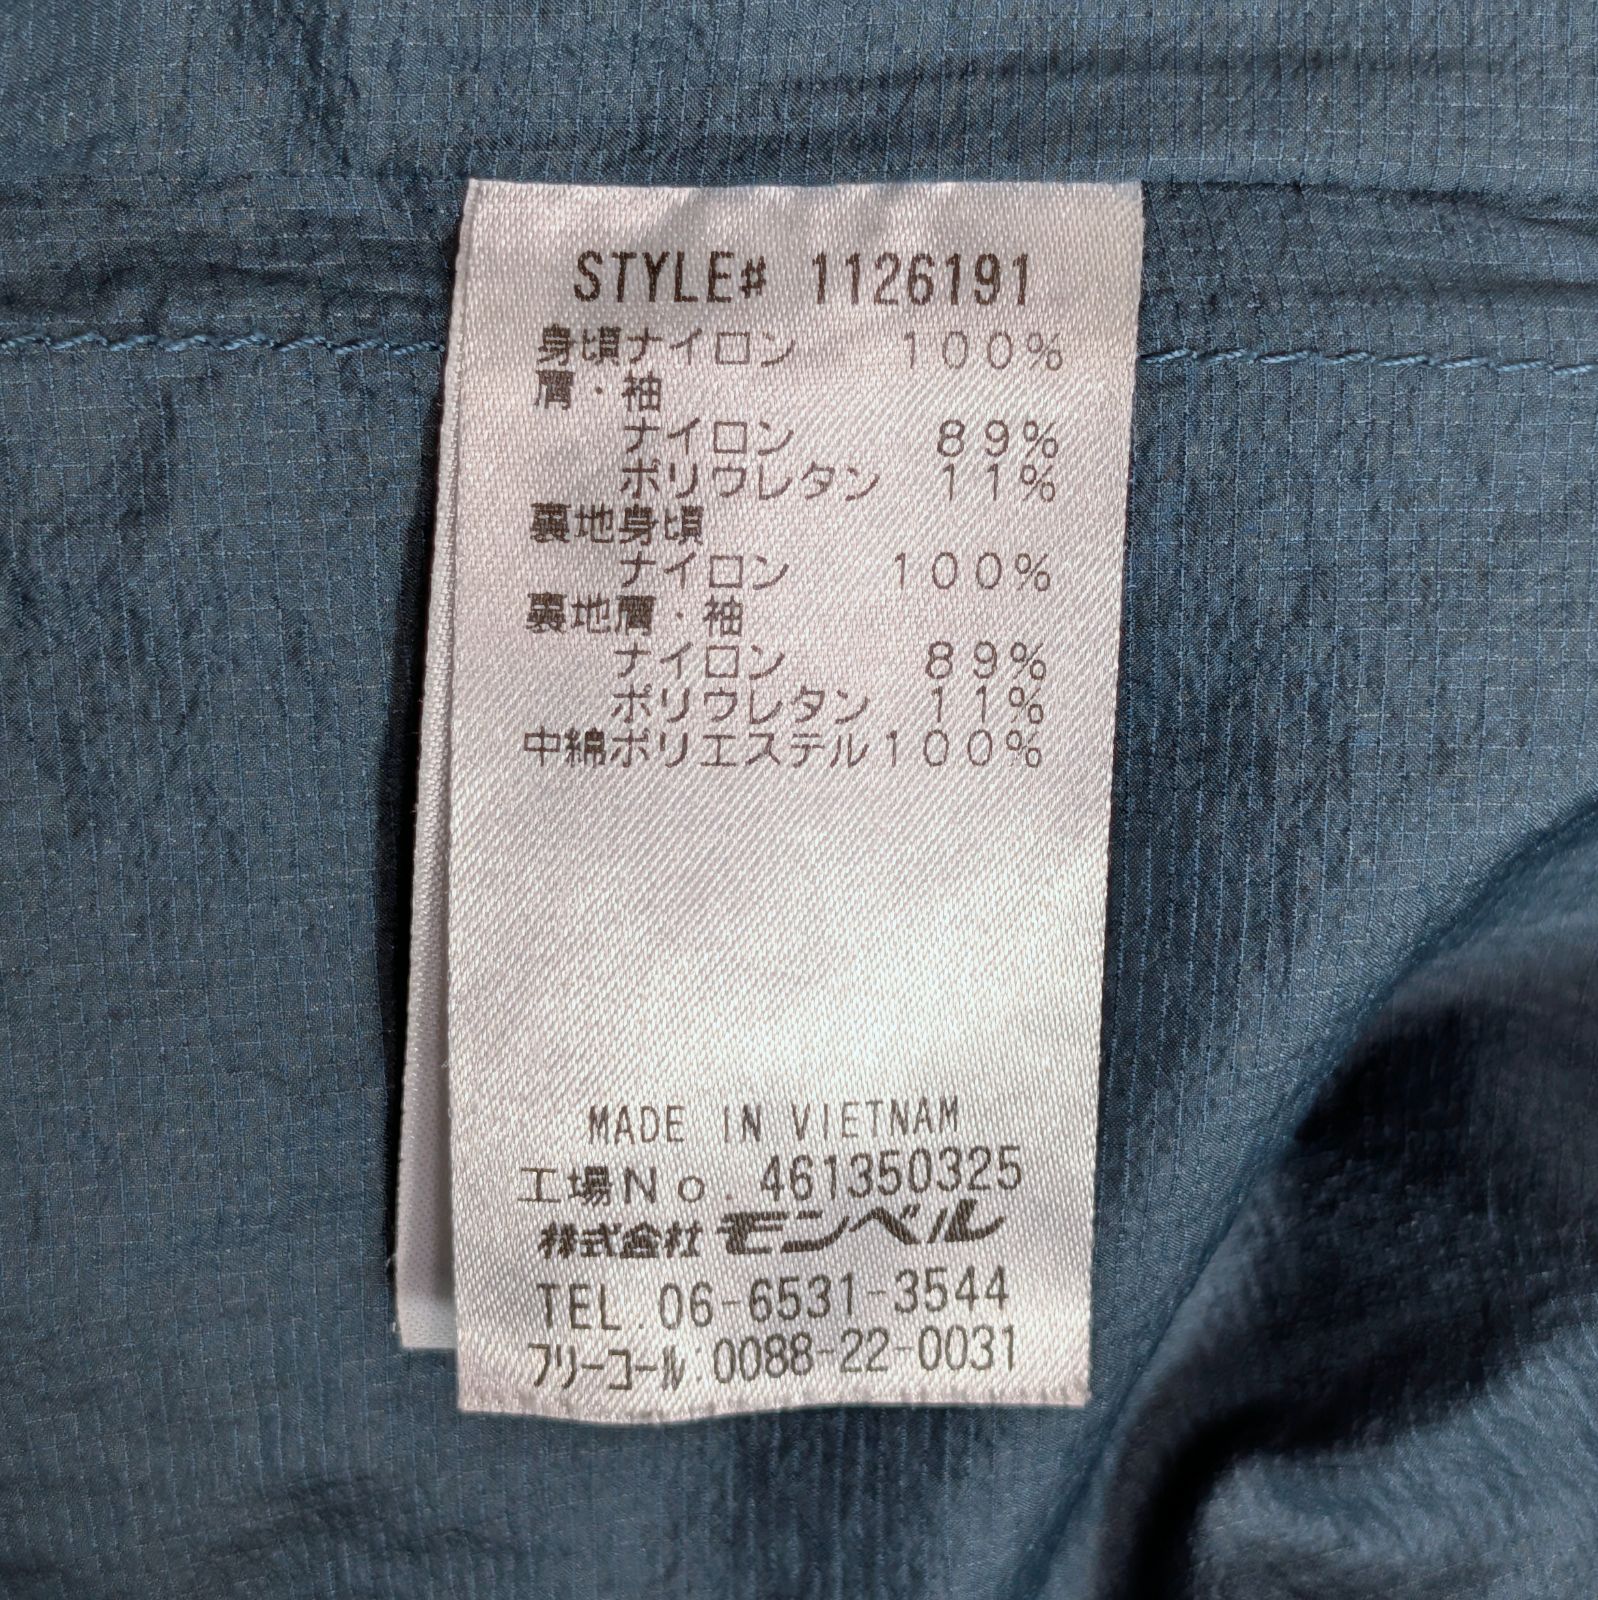 STYLE# 1126191
身頃ナイロン 100%
肩・袖
ナイロン 89%
ポリウレタン 11%
裏地身頃
ナイロン 100%
裏地肩・袖
ナイロン 89%
ポリウレタン 11%
中綿ポリエステル100%
MADE IN VIETNAM
工場No. 461350325
株式会社 モンベル
TEL.06-6531-3544
フリーコール:0088-22-0031